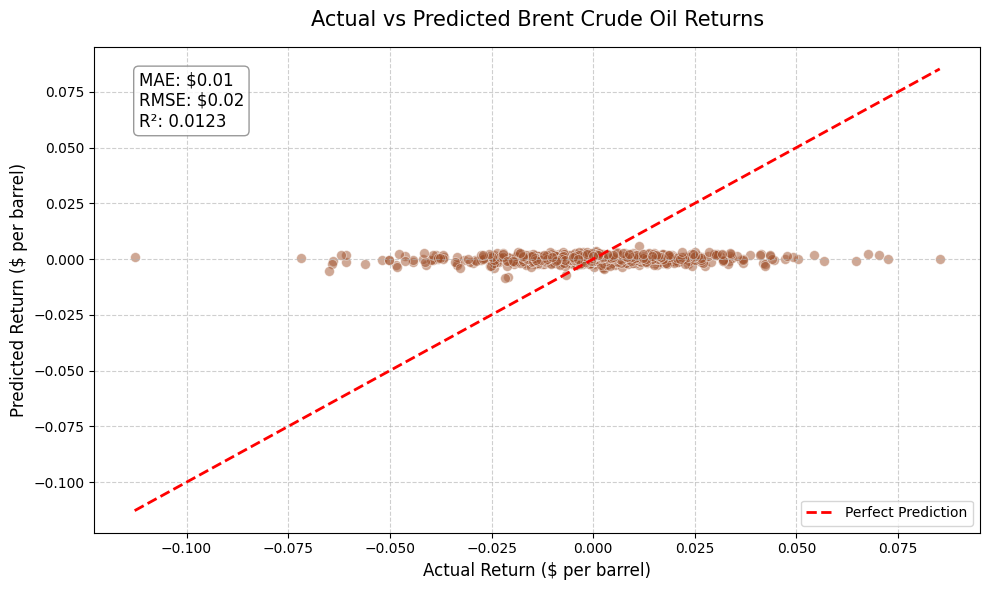 Actual vs Predicted Brent Crude Oil Returns
MAE: $0.01
RMSE: $0.02
R²: 0.0123
Predicted Return ($ per barrel)
0.075
0.050
0.025
0.000
−0.025
−0.050
−0.075
−0.100
Perfect Prediction
−0.100
−0.075
−0.050
−0.025
0.000
0.025
0.050
0.075
Actual Return ($ per barrel)